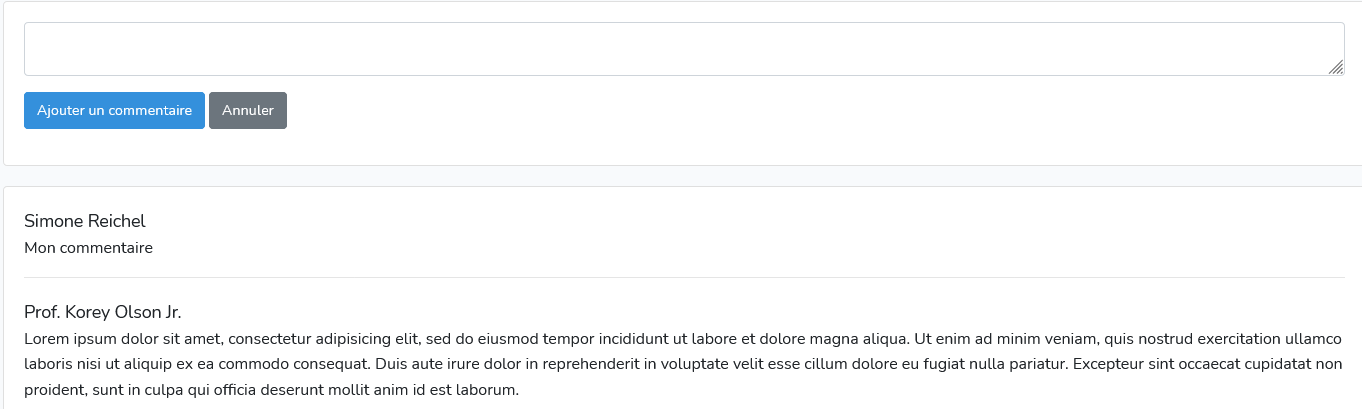 Ajouter un commentaire Annuler
Simone Reichel
Mon commentaire
Prof. Korey Olson Jr.
Lorem ipsum dolor sit amet, consectetur adipisicing elit, sed do eiusmod tempor incididunt ut labore et dolore magna aliqua. Ut enim ad minim veniam, quis nostrud exercitation ullamco
laboris nisi ut aliquip ex ea commodo consequat. Duis aute irure dolor in reprehenderit in voluptate velit esse cillum dolore eu fugiat nulla pariatur. Excepteur sint occaecat cupidatat non
proident, sunt in culpa qui officia deserunt mollit anim id est laborum.